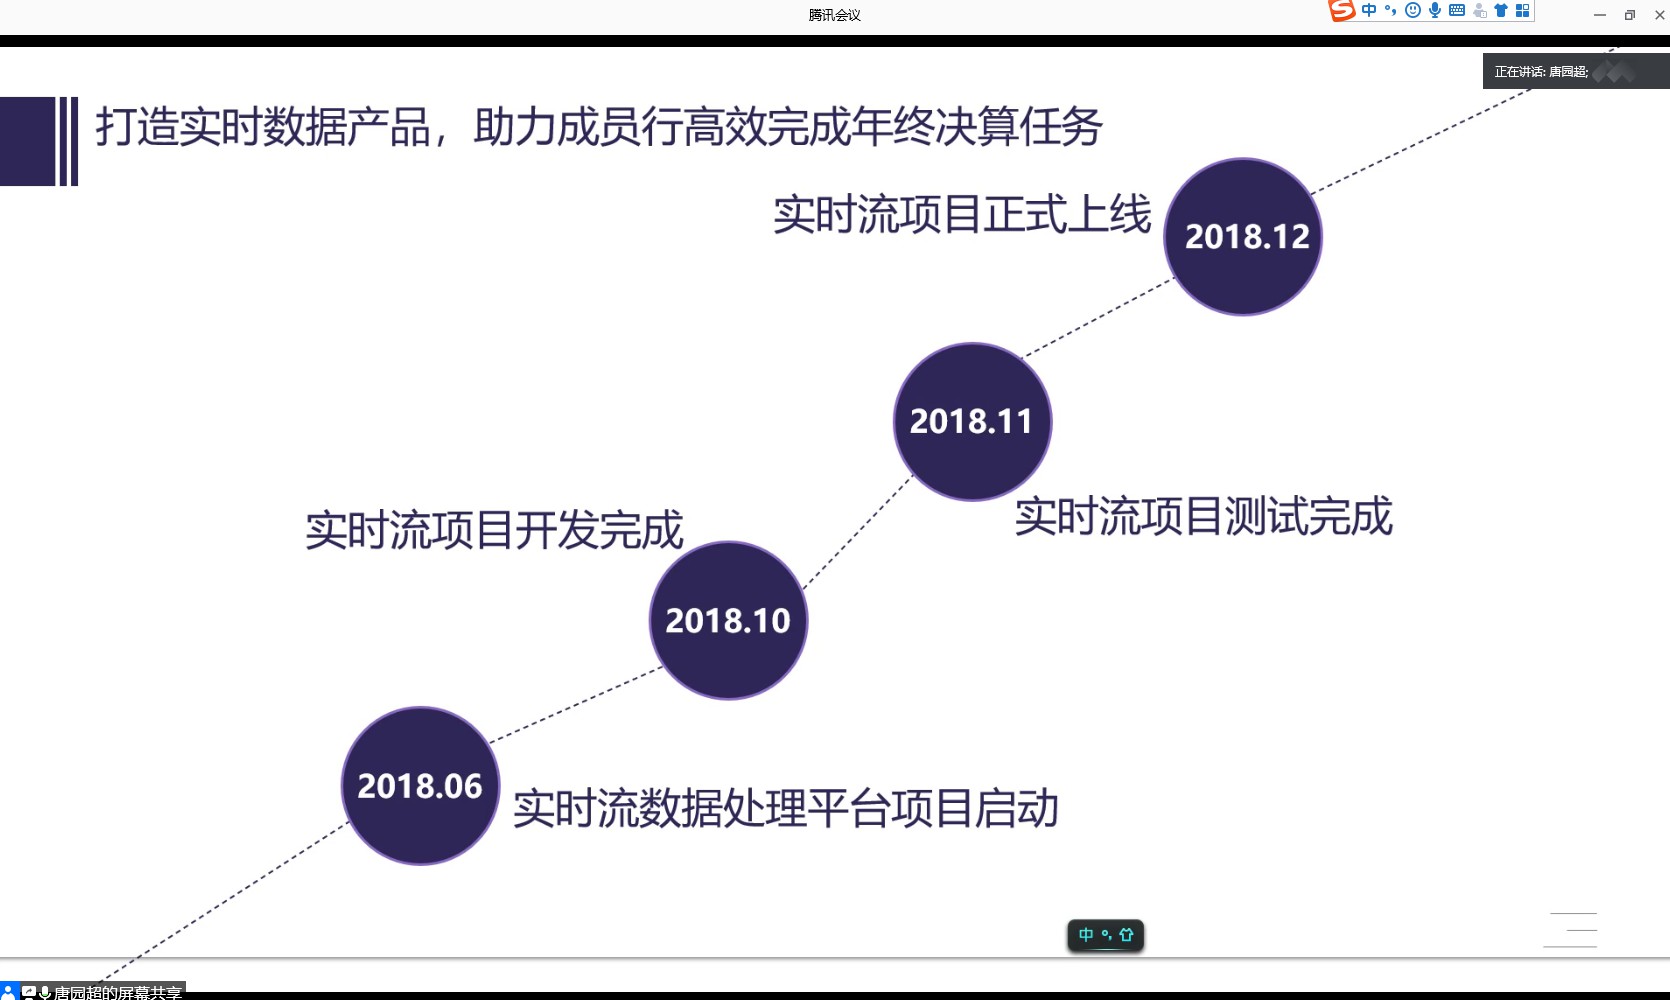 腾讯会议
中
正在讲话: 唐园超;
打造实时数据产品，助力成员行高效完成年终决算任务
实时流项目正式上线
2018.12
2018.11
实时流项目测试完成
实时流项目开发完成
2018.10
2018.06
实时流数据处理平台项目启动
中
唐园超的屏幕共享